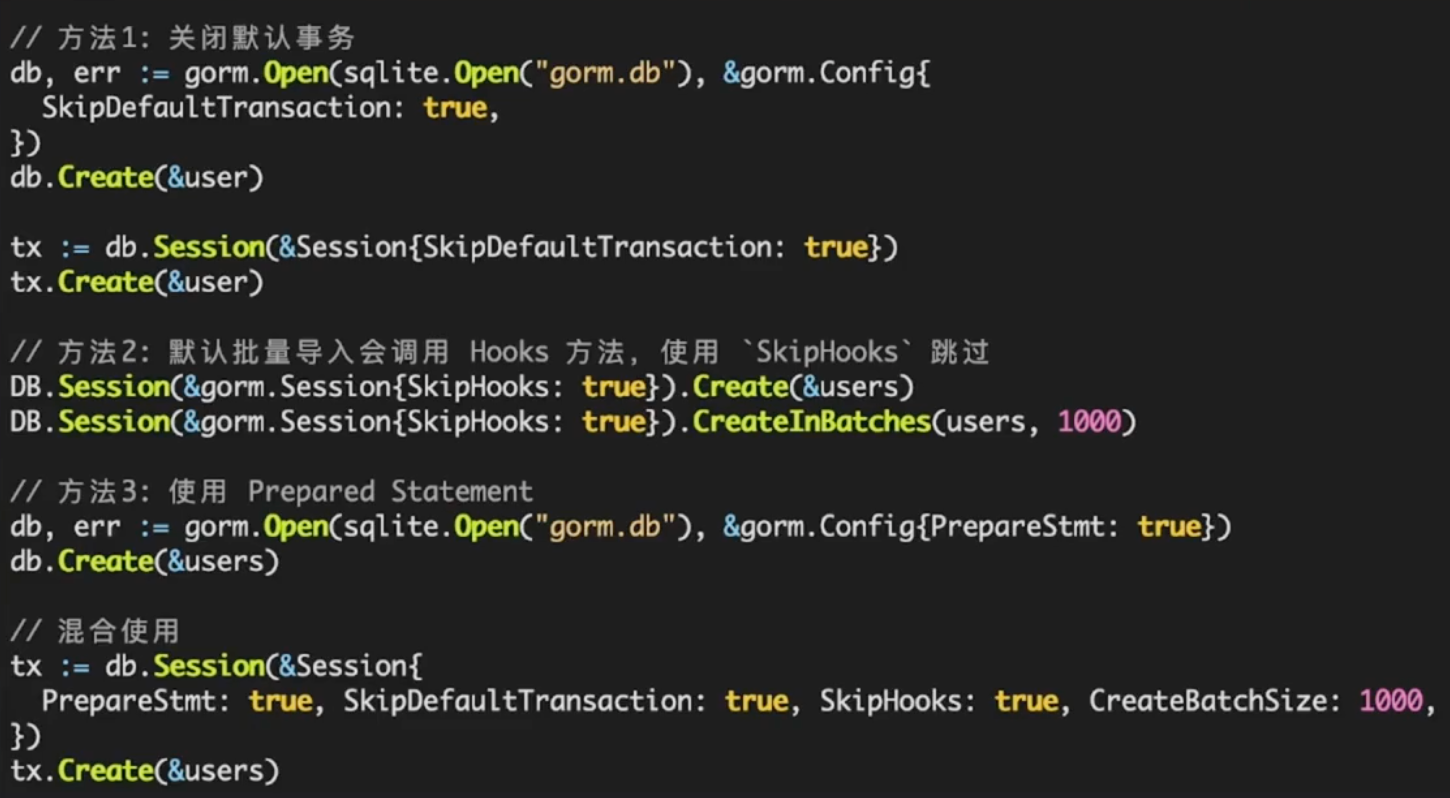 // 方法1: 关闭默认事务
db, err := gorm.Open(sqlite.Open("gorm.db"), &gorm.Config{
  SkipDefaultTransaction: true,
})
db.Create(&user)

tx := db.Session(&Session{SkipDefaultTransaction: true})
tx.Create(&user)

// 方法2: 默认批量导入会调用 Hooks 方法, 使用 `SkipHooks` 跳过
DB.Session(&gorm.Session{SkipHooks: true}).Create(&users)
DB.Session(&gorm.Session{SkipHooks: true}).CreateInBatches(users, 1000)

// 方法3: 使用 Prepared Statement
db, err := gorm.Open(sqlite.Open("gorm.db"), &gorm.Config{PrepareStmt: true})
db.Create(&users)

// 混合使用
tx := db.Session(&Session{
  PrepareStmt: true, SkipDefaultTransaction: true, SkipHooks: true, CreateBatchSize: 1000,
})
tx.Create(&users)